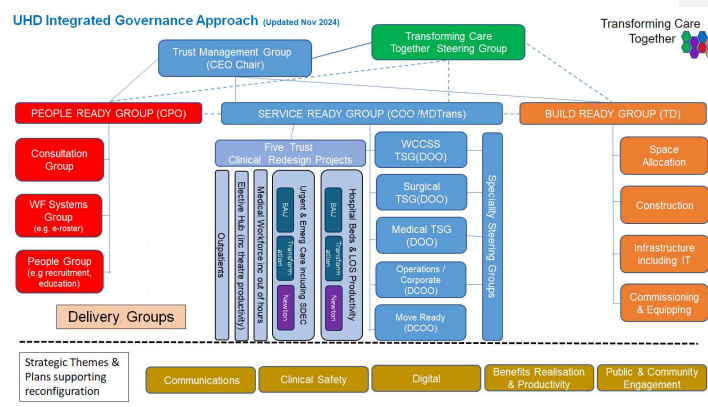 UHD Integrated Governance Approach (Updated Nov 2024)
Transforming Care
Together
Trust Management Group
(CEO Chair)
Transforming Care
Together Steering Group
PEOPLE READY GROUP (CPO)
SERVICE READY GROUP (COO /MDTrans)
BUILD READY GROUP (TD)
Consultation
Group
WF Systems
Group
(e.g. e-roster)
People Group
(e.g recruitment,
education)
Five Trust
Clinical Redesign Projects
Outpatients
Elective Hub (inc theatre productivity)
Medical Workforce inc out of hours
Urgent & Emerg Care including SDEC
BAU
Transform
ation
Newton
Hospital Beds & LOS Productivity
BAU
Transform
ation
Newton
WCCSS
TSG(DOO)
Surgical
TSG(DOO)
Medical TSG
(DOO)
Operations /
Corporate
(DCOO)
Move Ready
(DCOO)
Speciality Steering Groups
Space
Allocation
Construction
Infrastructure
including IT
Commissioning
& Equipping
Delivery Groups
Strategic Themes &
Plans supporting
reconfiguration
Communications
Clinical Safety
Digital
Benefits Realisation
& Productivity
Public & Community
Engagement